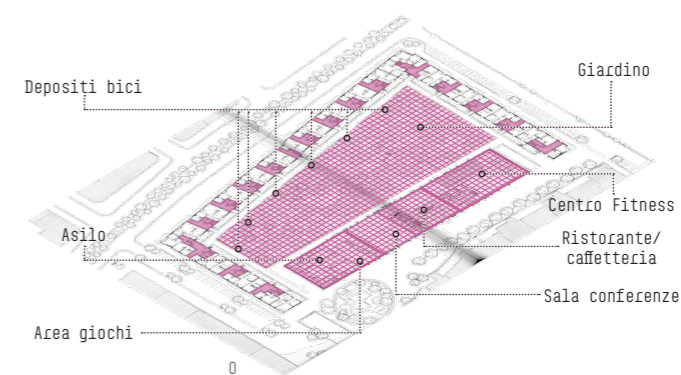 Giardino
Depositi bici
Centro Fitness
Asilo
Ristorante/
caffetteria
Sala conferenze
Area giochi
0